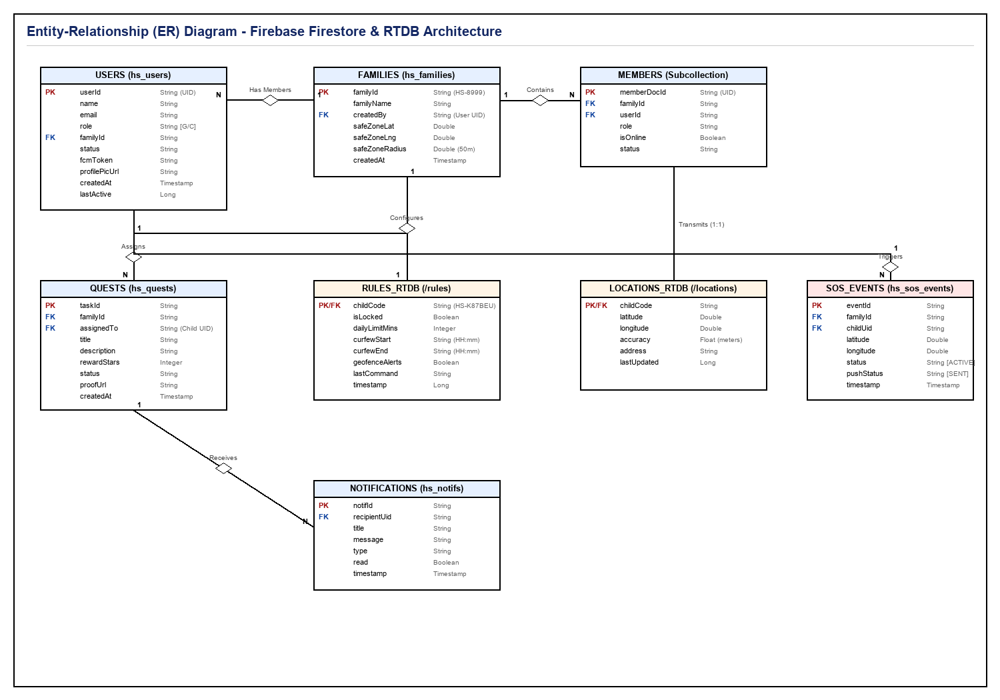 Entity-Relationship (ER) Diagram - Firebase Firestore & RTDB Architecture
USERS (hs_users)
PK userId String (UID)
name String
email String
role String [G/C]
FK familyId String
status String
fcmToken String
profilePicUrl String
createdAt Timestamp
lastActive Long
N
Has Members
1
FAMILIES (hs_families)
PK familyId String (HS-8999)
familyName String
FK createdBy String (User UID)
safeZoneLat Double
safeZoneLng Double
safeZoneRadius Double (50m)
createdAt Timestamp
1
1
Contains
N
MEMBERS (Subcollection)
PK memberDocId String (UID)
FK familyId String
FK userId String
role String
isOnline Boolean
status String
Configures
Transmits (1:1)
1
Assigns
1
Triggers
N
1
N
QUESTS (hs_quests)
PK taskId String
FK familyId String
FK assignedTo String (Child UID)
title String
description String
rewardStars Integer
status String
proofUrl String
createdAt Timestamp
1
RULES_RTDB (/rules)
PK/FK childCode String (HS-K87BEU)
isLocked Boolean
dailyLimitMins Integer
curfewStart String (HH:mm)
curfewEnd String (HH:mm)
geofenceAlerts Boolean
lastCommand String
timestamp Long
LOCATIONS_RTDB (/locations)
PK/FK childCode String
latitude Double
longitude Double
accuracy Float (meters)
address String
lastUpdated Long
SOS_EVENTS (hs_sos_events)
PK eventId String
FK familyId String
FK childUid String
latitude Double
longitude Double
status String [ACTIVE]
pushStatus String [SENT]
timestamp Timestamp
Receives
N
NOTIFICATIONS (hs_notifs)
PK notifId String
FK recipientUid String
title String
message String
type String
read Boolean
timestamp Timestamp